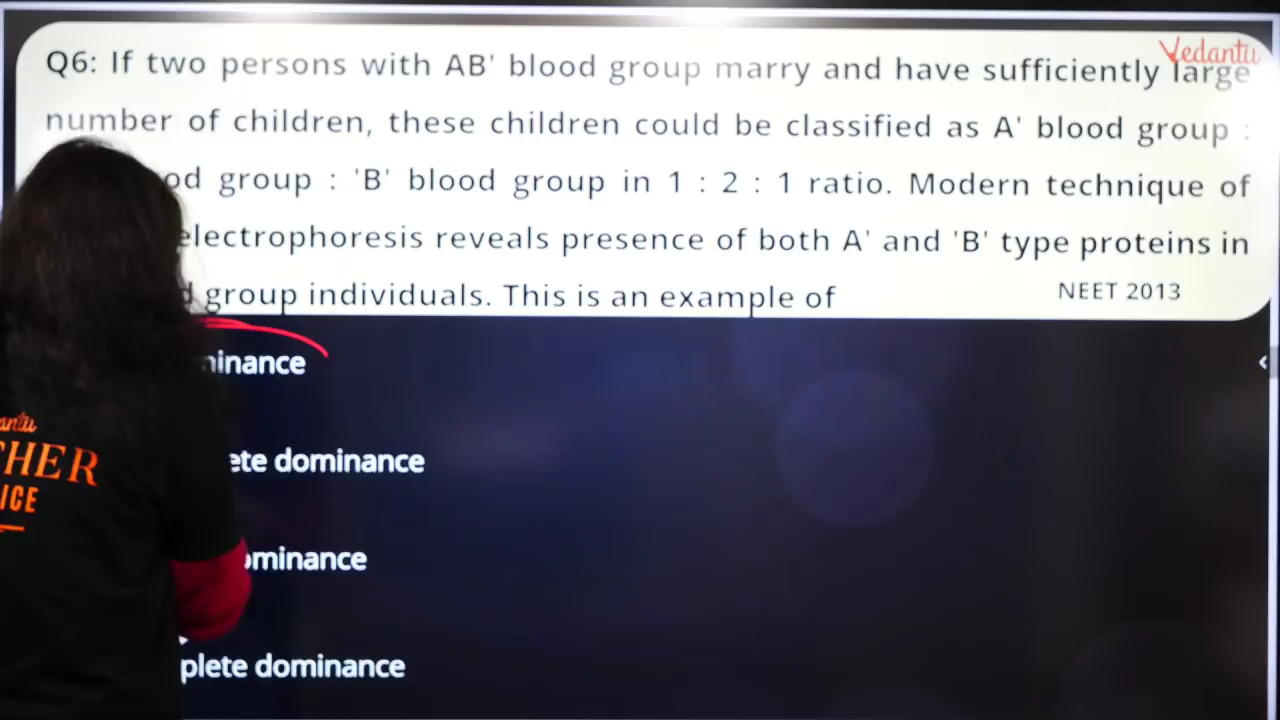 Vedantu
Q6: If two persons with AB' blood group marry and have sufficiently large
number of children, these children could be classified as A' blood group :
od group : 'B' blood group in 1 : 2 : 1 ratio. Modern technique of
electrophoresis reveals presence of both A' and 'B' type proteins in
group individuals. This is an example of
NEET 2013
minance
ete dominance
ominance
plete dominance
antu
CHER
ICE